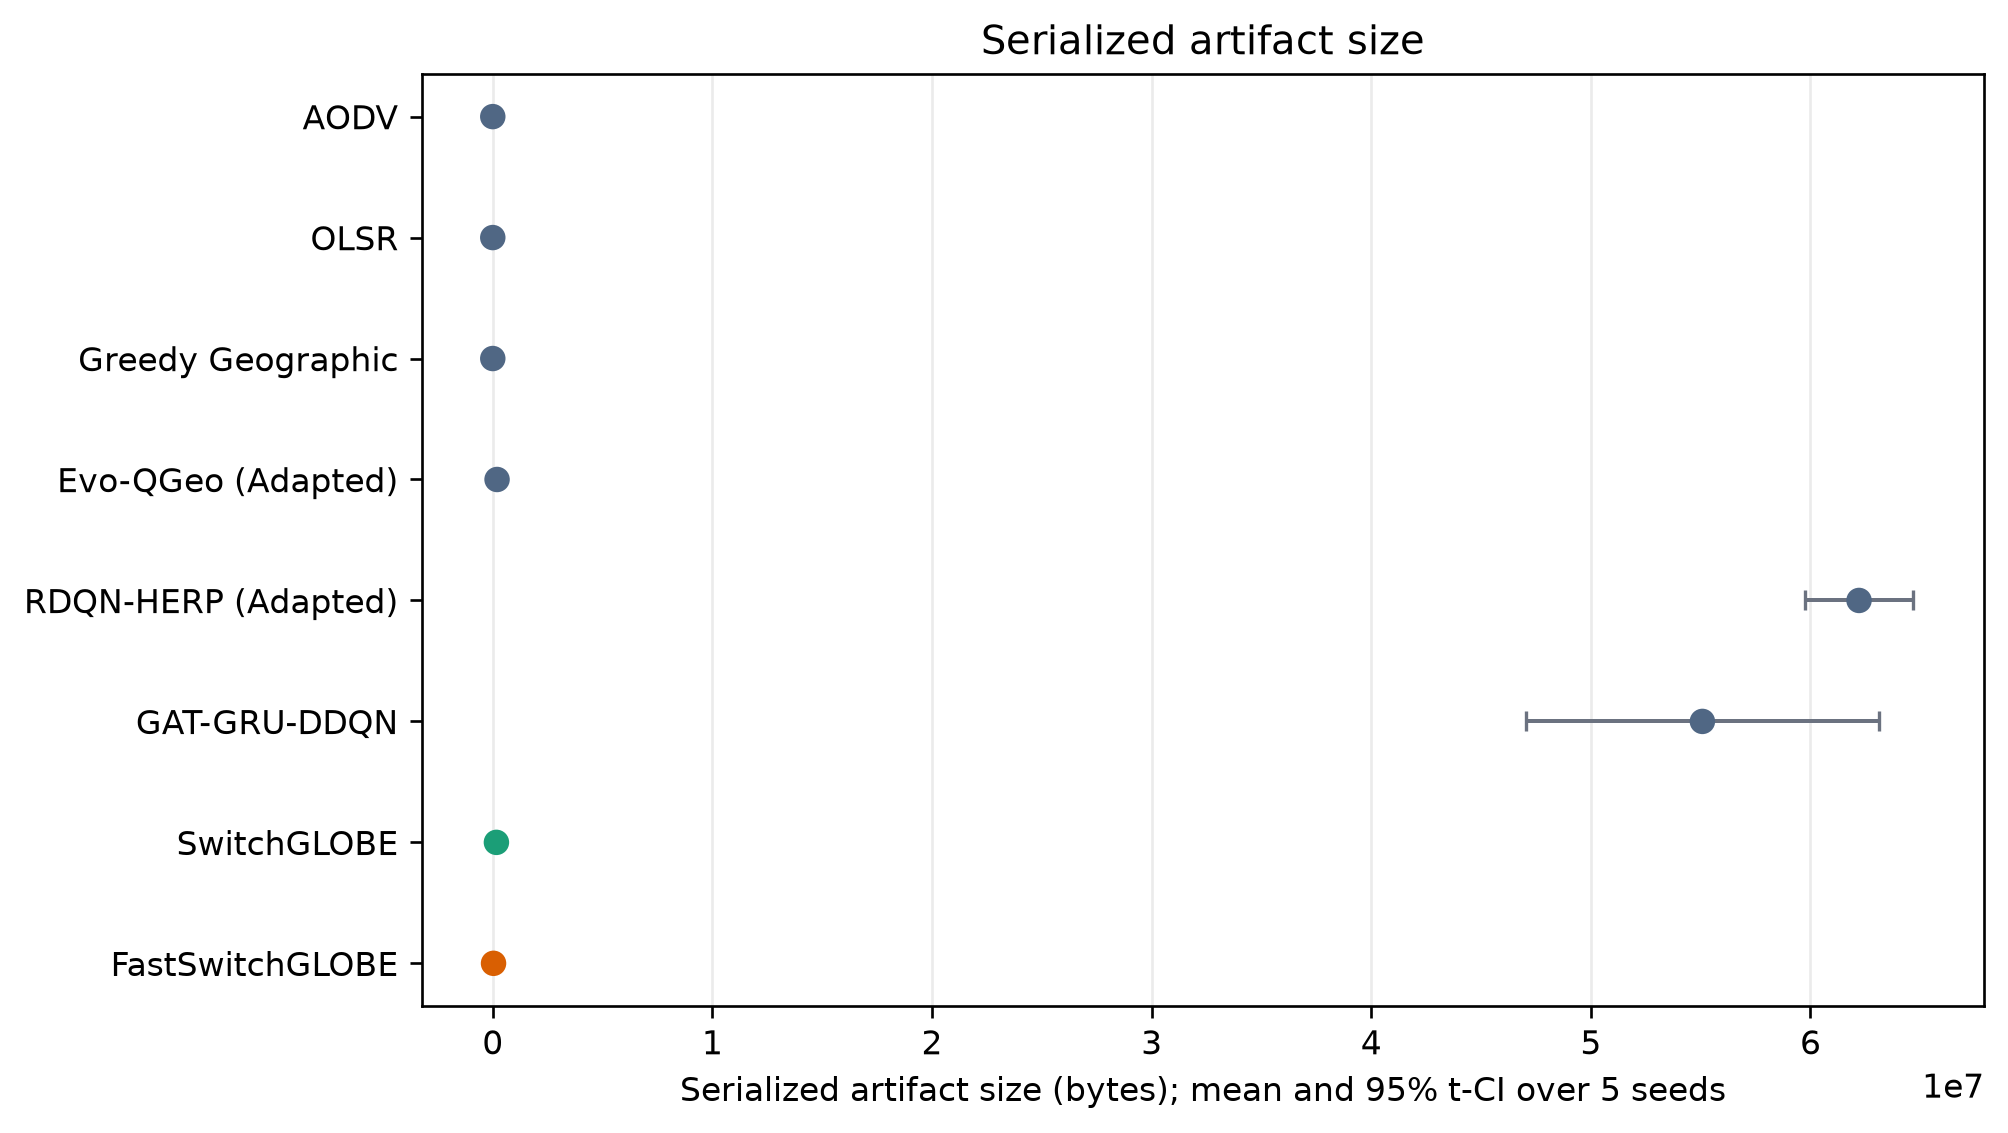 Serialized artifact size
AODV
OLSR
Greedy Geographic
Evo-QGeo (Adapted)
RDQN-HERP (Adapted)
GAT-GRU-DDQN
SwitchGLOBE
FastSwitchGLOBE
0 1 2 3 4 5 6
1e7
Serialized artifact size (bytes); mean and 95% t-CI over 5 seeds